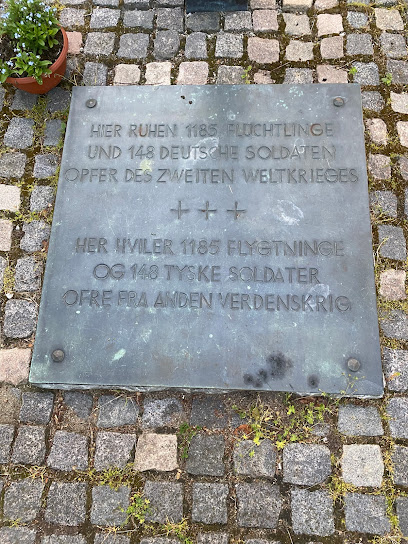 HIER RUHEN 1185 FLÜCHTLINGE
UND 148 DEUTSCHE SOLDATEN
OPFER DES ZWEITEN WELTKRIEGES
HER HVILER 1185 FLYGTNINGE
OG 148 TYSKE SOLDATER
OFRE FRA ANDEN VERDENSKRIG